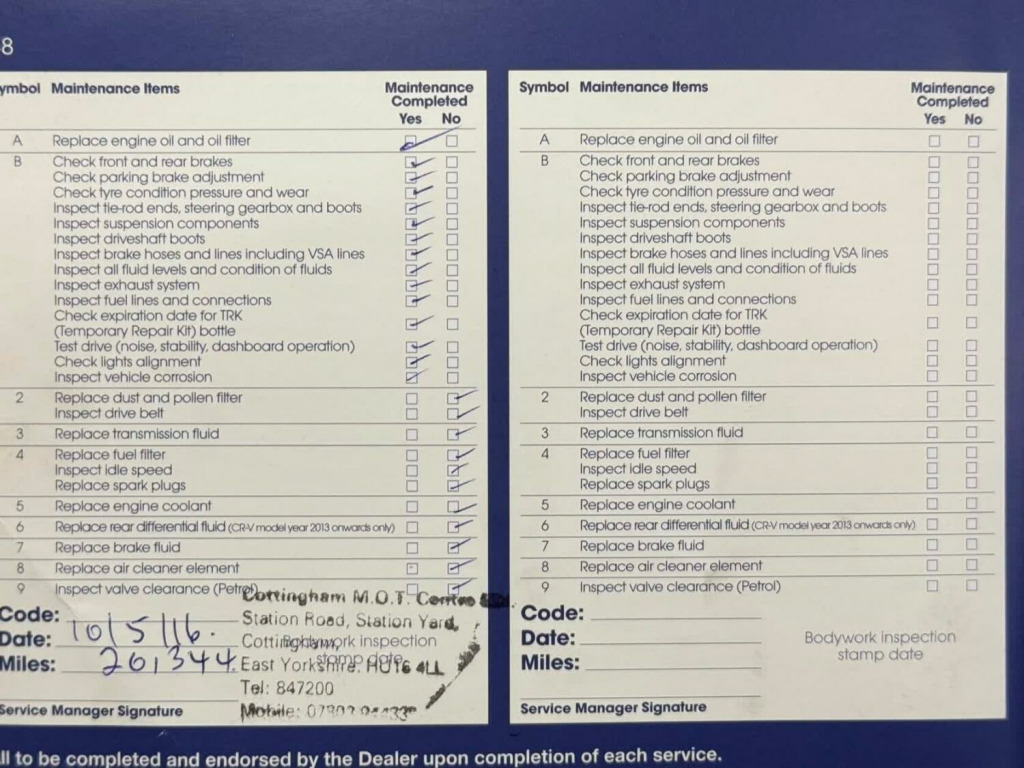 8
ymbol Maintenance Items Maintenance Completed
Yes No
A Replace engine oil and oil filter
B Check front and rear brakes
Check parking brake adjustment
Check tyre condition pressure and wear
Inspect tie-rod ends, steering gearbox and boots
Inspect suspension components
Inspect driveshaft boots
Inspect brake hoses and lines including VSA lines
Inspect all fluid levels and condition of fluids
Inspect exhaust system
Inspect fuel lines and connections
Check expiration date for TRK
(Temporary Repair Kit) bottle
Test drive (noise, stability, dashboard operation)
Check lights alignment
Inspect vehicle corrosion
2 Replace dust and pollen filter
Inspect drive belt
3 Replace transmission fluid
4 Replace fuel filter
Inspect idle speed
Replace spark plugs
5 Replace engine coolant
6 Replace rear differential fluid (CR-V model year 2013 onwards only)
7 Replace brake fluid
8 Replace air cleaner element
9 Inspect valve clearance (Petrol)
Cottingham M.O.T. Centre
Station Road, Station Yard,
Cottingham,
East Yorkshire. HU16 4LL
Tel: 847200
Mobile:
Bodywork inspection
stamp date
Code:
Date: 10/5/16.
Miles: 201,344
Service Manager Signature
Symbol Maintenance Items Maintenance Completed
Yes No
A Replace engine oil and oil filter
B Check front and rear brakes
Check parking brake adjustment
Check tyre condition pressure and wear
Inspect tie-rod ends, steering gearbox and boots
Inspect suspension components
Inspect driveshaft boots
Inspect brake hoses and lines including VSA lines
Inspect all fluid levels and condition of fluids
Inspect exhaust system
Inspect fuel lines and connections
Check expiration date for TRK
(Temporary Repair Kit) bottle
Test drive (noise, stability, dashboard operation)
Check lights alignment
Inspect vehicle corrosion
2 Replace dust and pollen filter
Inspect drive belt
3 Replace transmission fluid
4 Replace fuel filter
Inspect idle speed
Replace spark plugs
5 Replace engine coolant
6 Replace rear differential fluid (CR-V model year 2013 onwards only)
7 Replace brake fluid
8 Replace air cleaner element
9 Inspect valve clearance (Petrol)
Code:
Date:
Miles:
Bodywork inspection
stamp date
Service Manager Signature
ll to be completed and endorsed by the Dealer upon completion of each service.